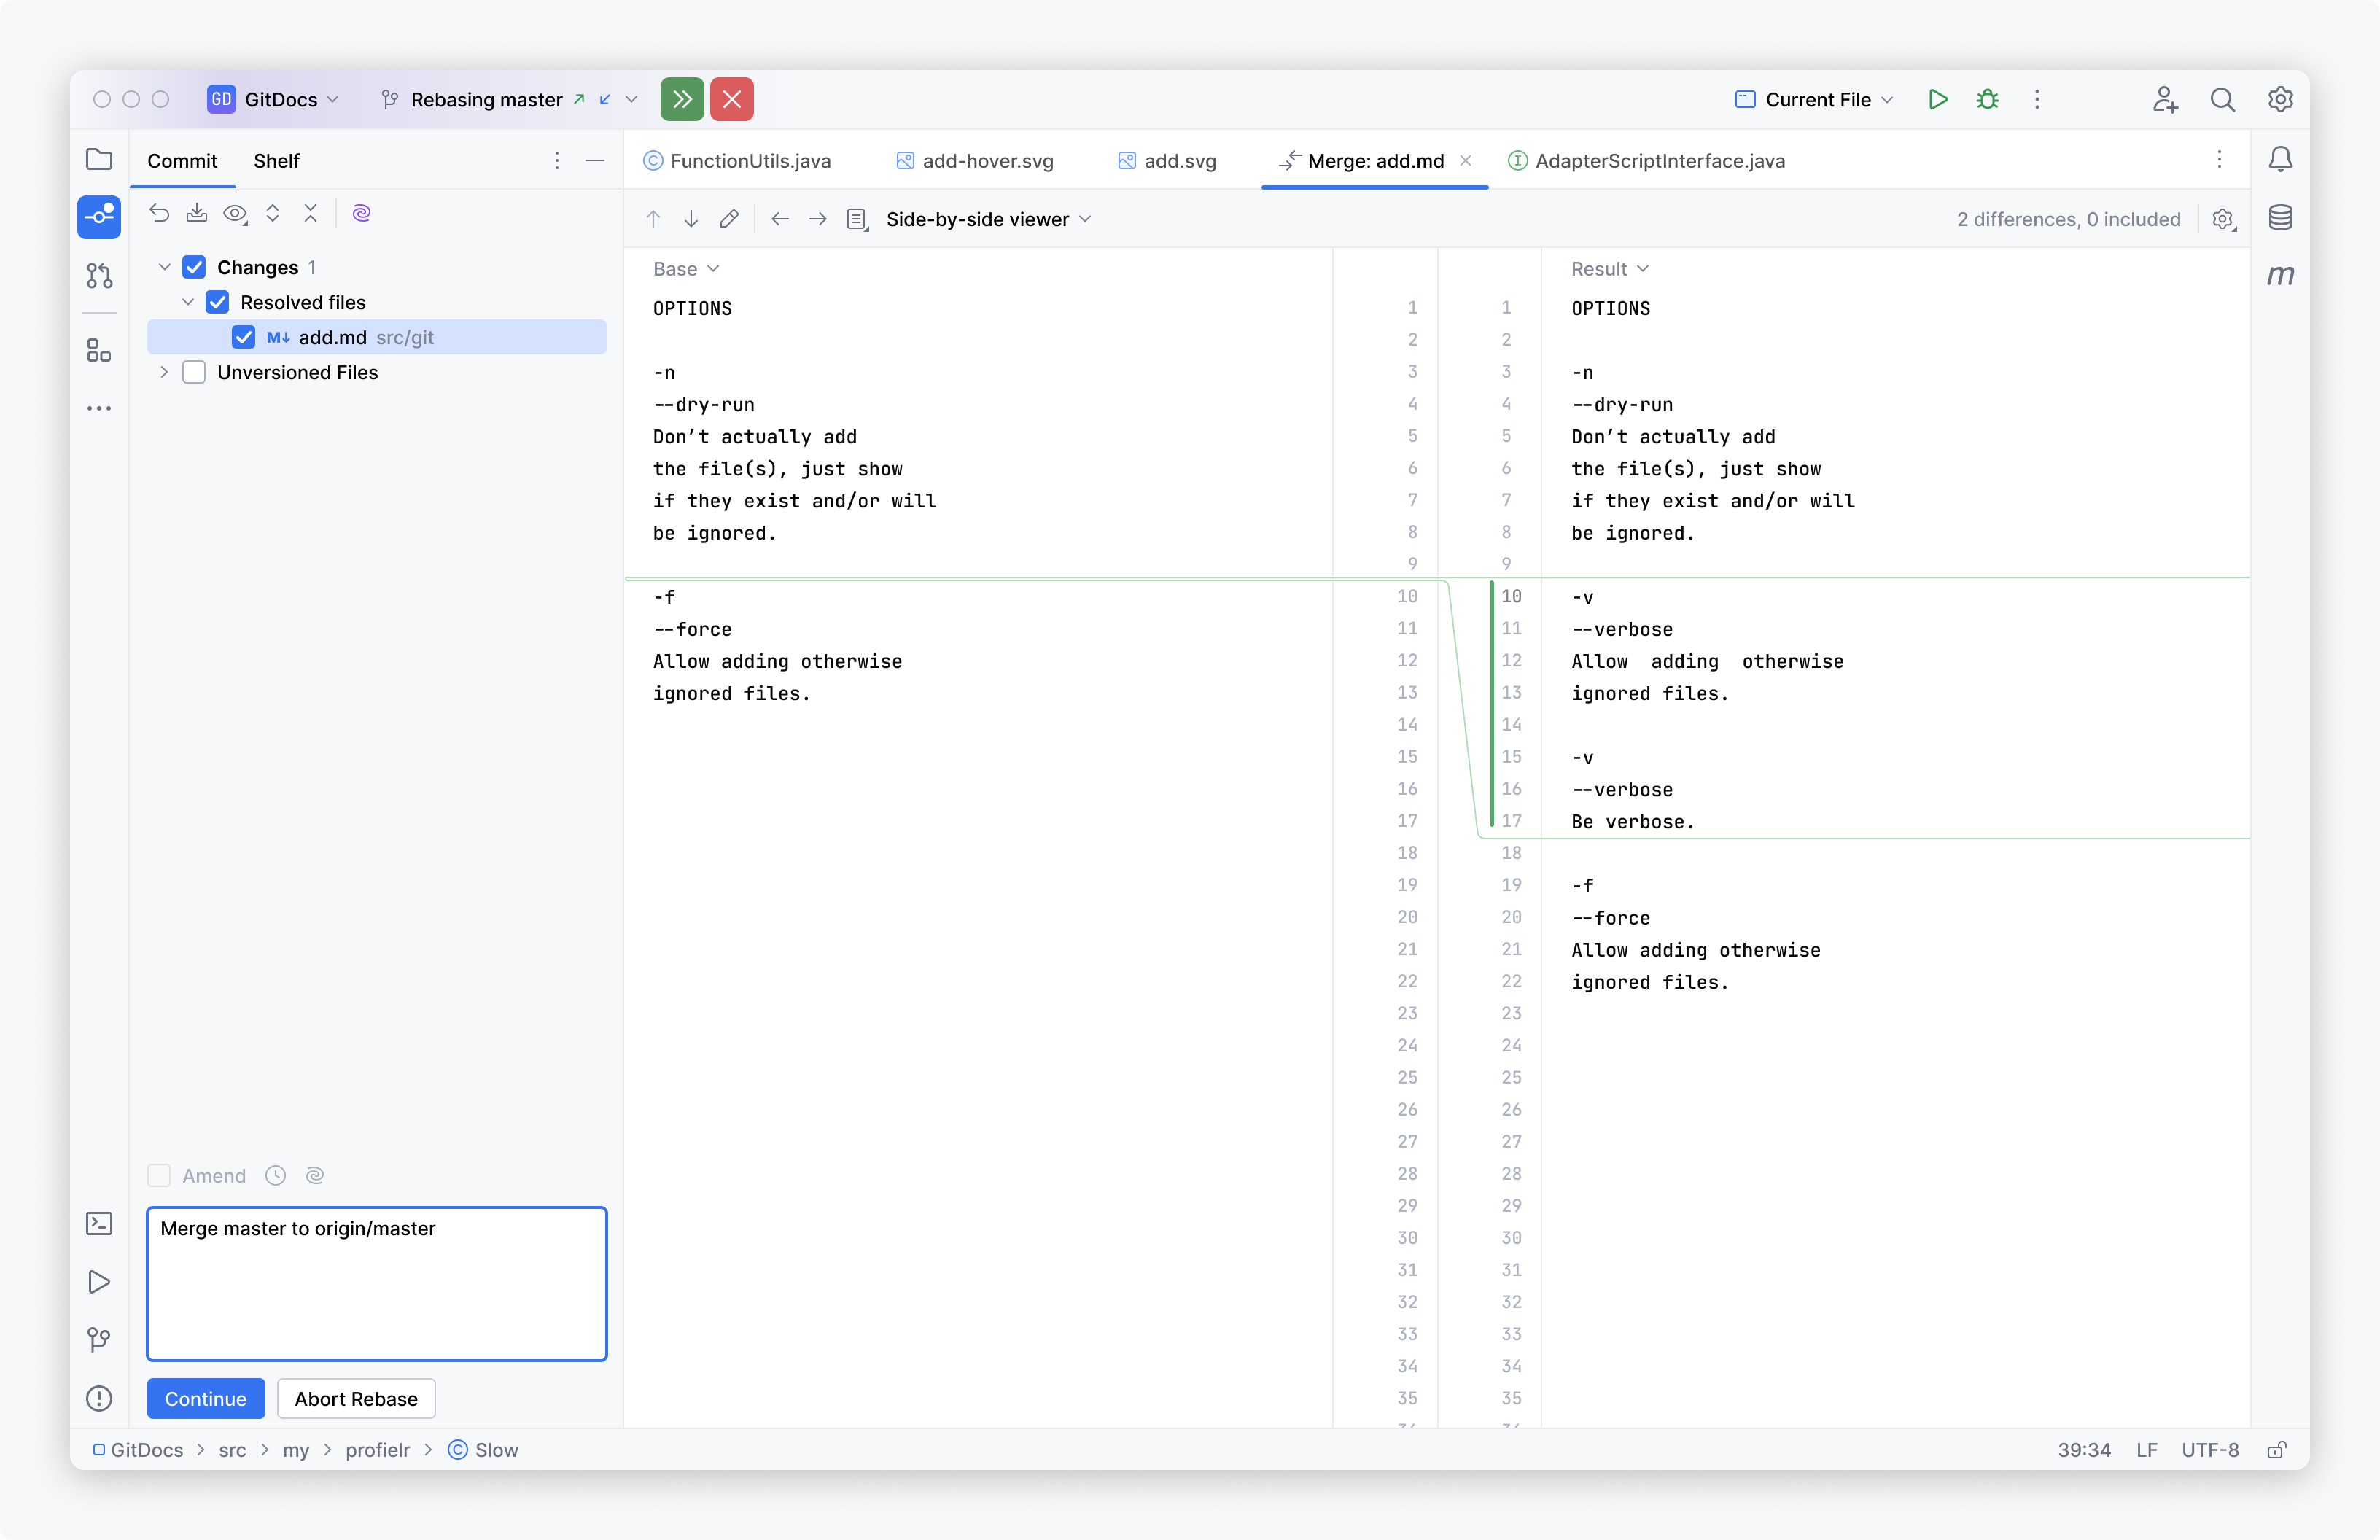 GD GitDocs Rebasing master Current File
Commit Shelf
FunctionUtils.java add-hover.svg add.svg Merge: add.md AdapterScriptInterface.java
Side-by-side viewer 2 differences, 0 included
Changes 1
Resolved files
M↓ add.md src/git
Unversioned Files
Base
OPTIONS 1
2
-n 3
--dry-run 4
Don’t actually add 5
the file(s), just show 6
if they exist and/or will 7
be ignored. 8
9
-f 10
--force 11
Allow adding otherwise 12
ignored files. 13
14
15
16
17
18
19
20
21
22
23
24
25
26
27
28
29
30
31
32
33
34
35
Result
1 OPTIONS
2
3 -n
4 --dry-run
5 Don’t actually add
6 the file(s), just show
7 if they exist and/or will
8 be ignored.
9
10 -v
11 --verbose
12 Allow  adding  otherwise
13 ignored files.
14
15 -v
16 --verbose
17 Be verbose.
18
19 -f
20 --force
21 Allow adding otherwise
22 ignored files.
23
24
25
26
27
28
29
30
31
32
33
34
35
m
Amend
Merge master to origin/master
Continue Abort Rebase
GitDocs > src > my > profielr > Slow 39:34 LF UTF-8